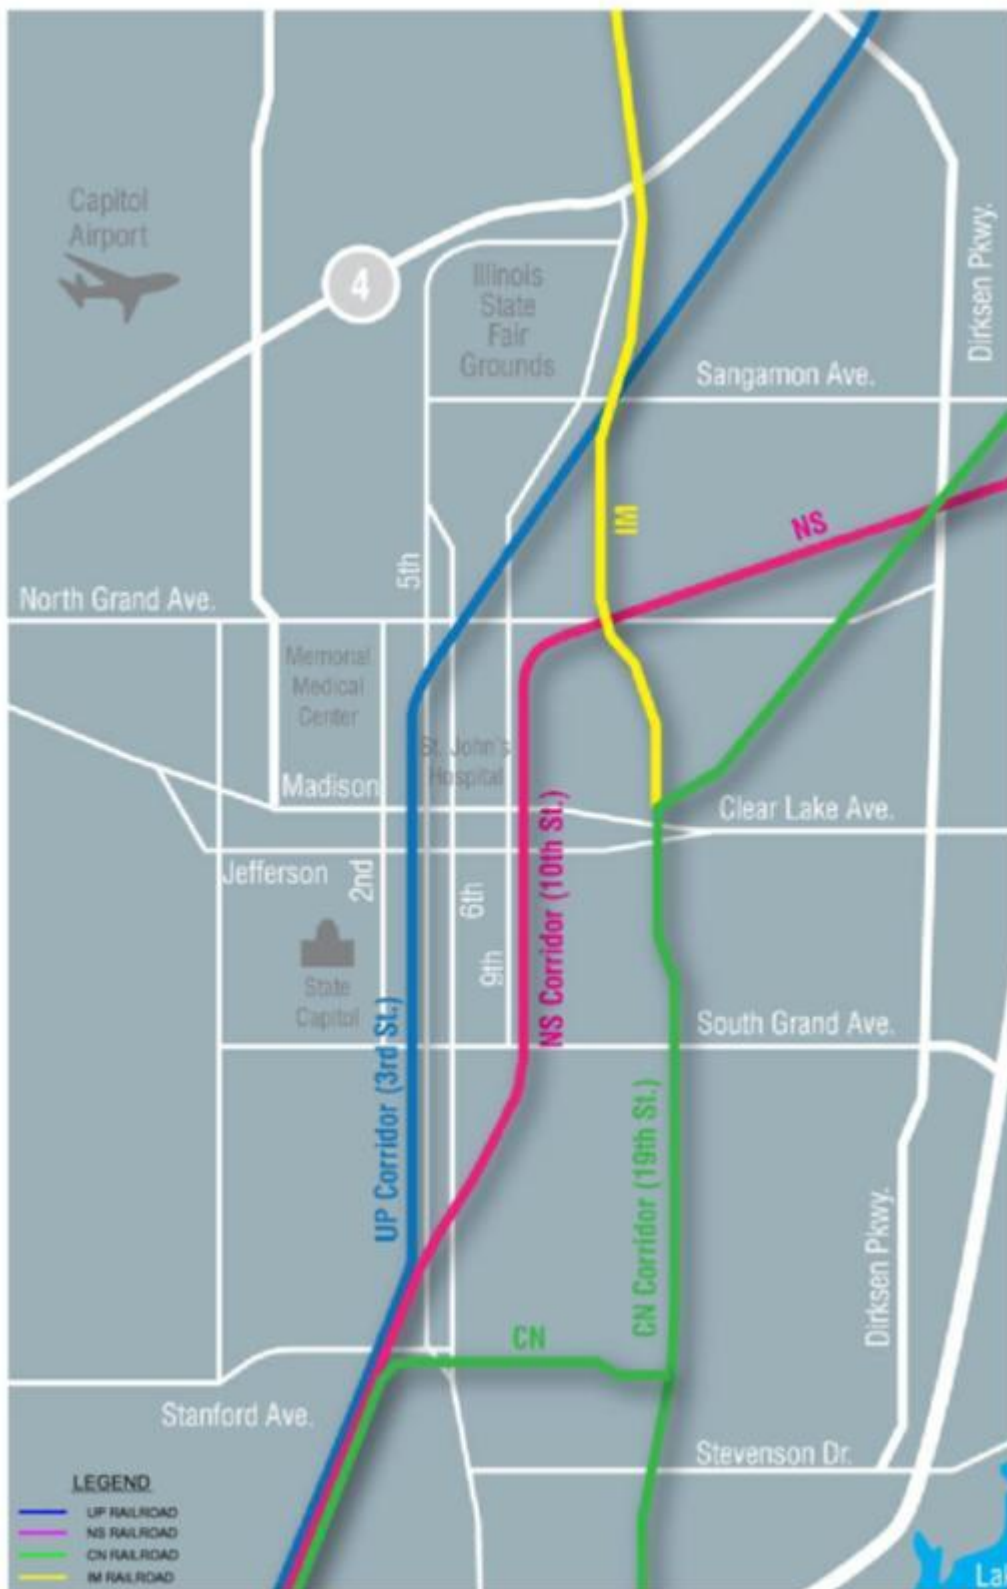 Capitol
Airport
4
Illinois
State
Fair
Grounds
Dirksen Pkwy.
Sangamon Ave.
IM
NS
5th
North Grand Ave.
Memorial
Medical
Center
St. John's
Hospital
Madison
Clear Lake Ave.
Jefferson
2nd
6th
9th
NS Corridor (10th St.)
State
Capitol
South Grand Ave.
UP Corridor (3rd St.)
CN Corridor (19th St.)
Dirksen Pkwy.
CN
Stanford Ave.
Stevenson Dr.
LEGEND
UP RAILROAD
NS RAILROAD
CN RAILROAD
IM RAILROAD
La